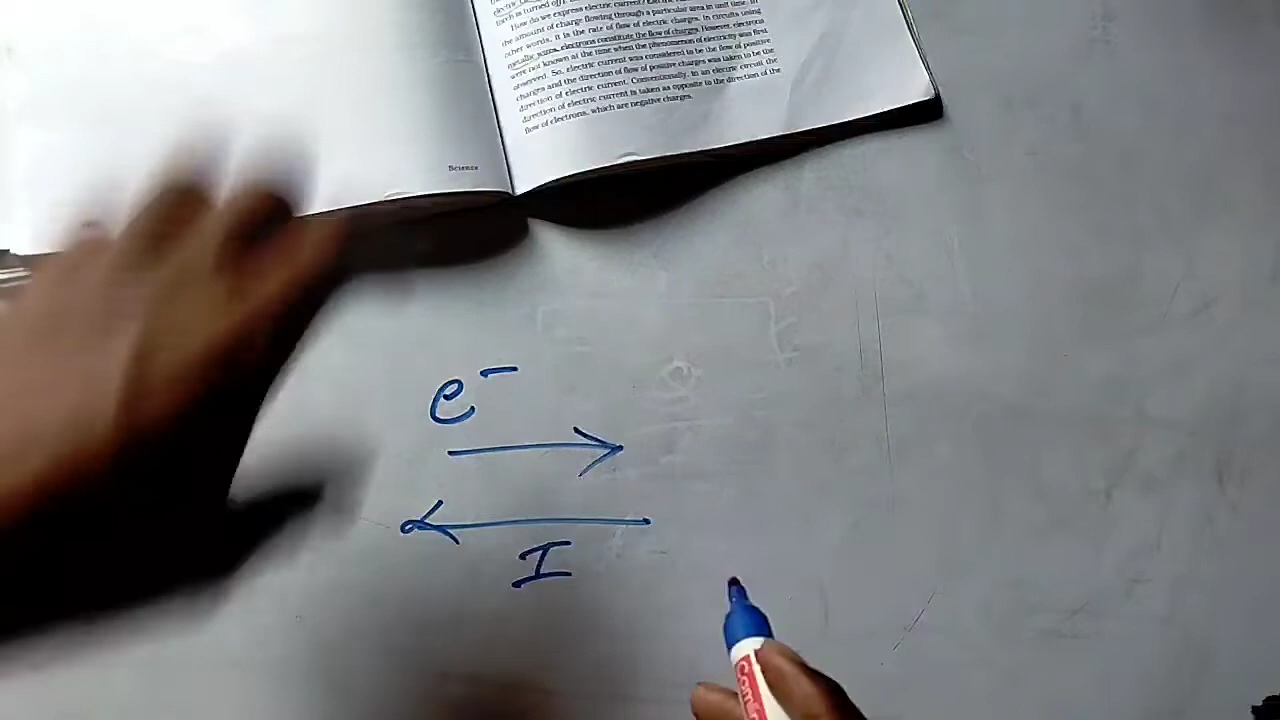 torch is turned off
How do we express electric current? Electric
the amount of charge flowing through a particular area in unit time. In
other words, it is the rate of flow of electric charges. In circuits using
metallic wires, electrons constitute the flow of charges. However, electrons
were not known at the time when the phenomenon of electricity was first
observed. So, electric current was considered to be the flow of positive
charges and the direction of flow of positive charges was taken to be the
direction of electric current. Conventionally, in an electric circuit the
direction of electric current is taken as opposite to the direction of the
flow of electrons, which are negative charges.
Science
e⁻
I